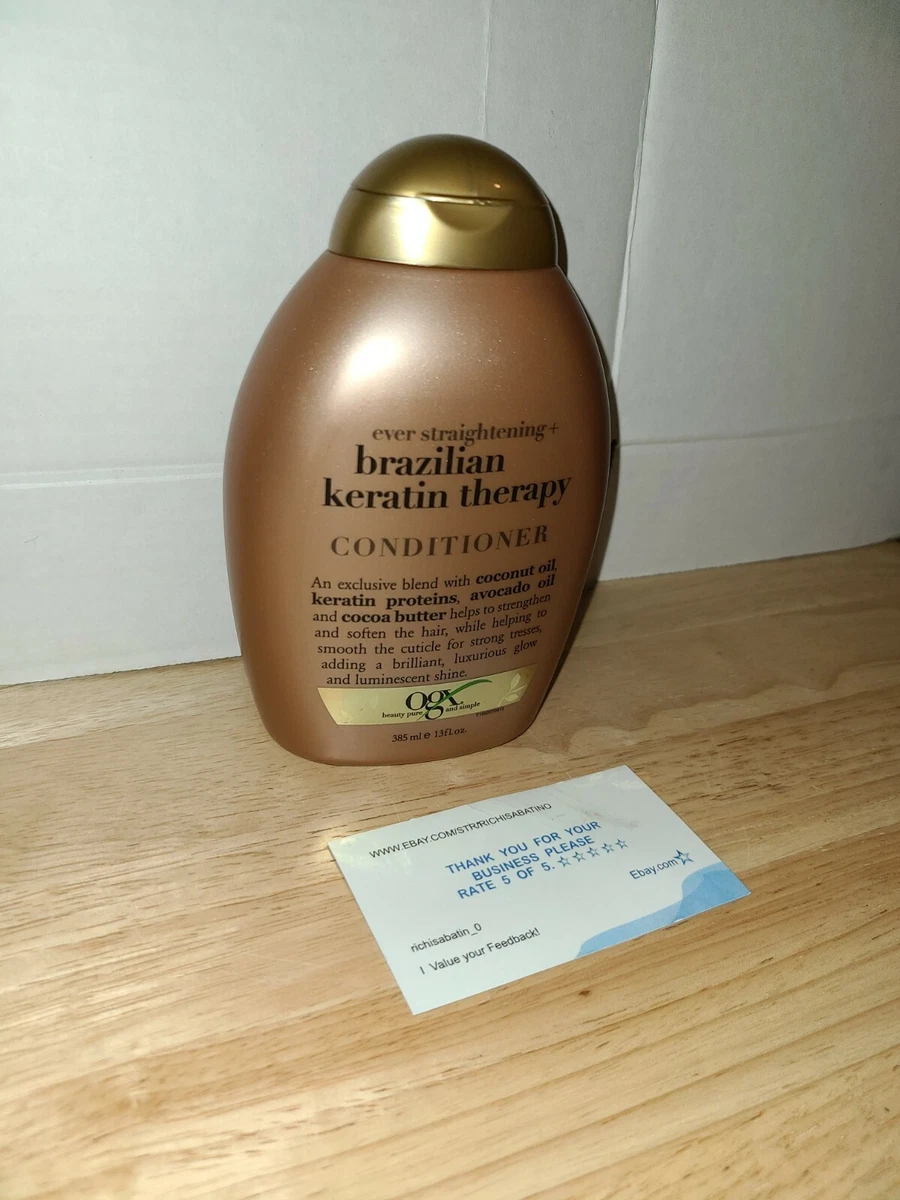 ever straightening+
brazilian
keratin therapy
CONDITIONER
An exclusive blend with coconut oil,
keratin proteins, avocado oil
and cocoa butter helps to strengthen
and soften the hair, while helping to
smooth the cuticle for strong tresses,
adding a brilliant, luxurious glow
and luminescent shine.
ogx
beauty pure and simple
385 ml e 13fl.oz.
WWW.EBAY.COM/STR/RICHISABATINO
THANK YOU FOR YOUR
BUSINESS PLEASE
RATE 5 OF 5.☆☆☆☆☆
Ebay.com
richisabatin_0
I Value your Feedback!